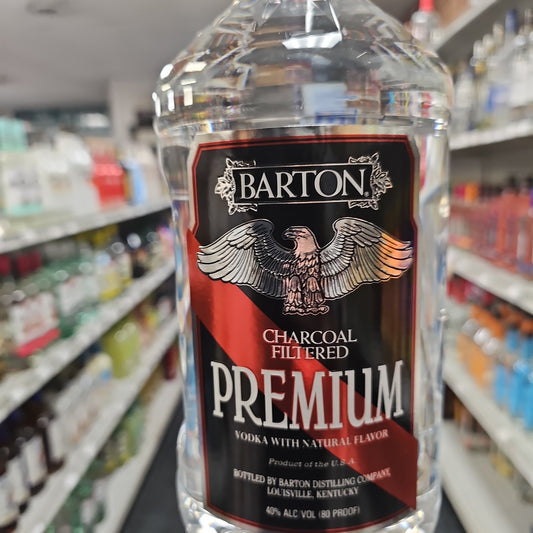 BARTON®
CHARCOAL
FILTERED
PREMIUM
VODKA WITH NATURAL FLAVOR
Product of the U.S.A.
BOTTLED BY BARTON DISTILLING COMPANY,
LOUISVILLE, KENTUCKY
40% ALC/VOL (80 PROOF)